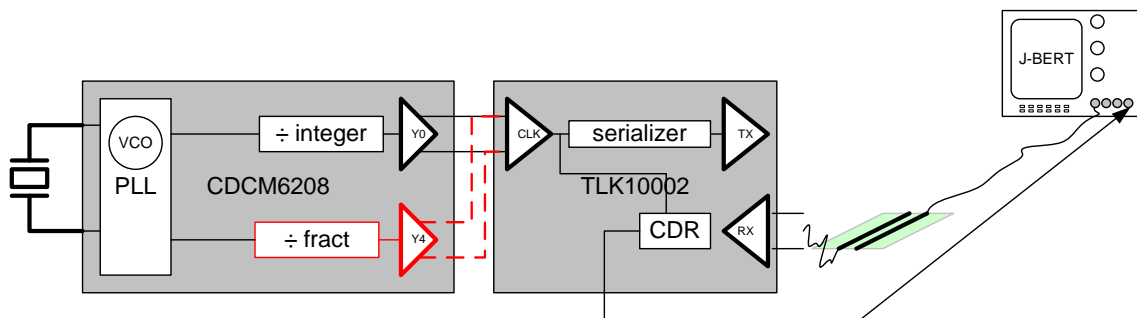 J-BERT
VCO
PLL
÷ integer
Y0
CDCM6208
÷ fract
Y4
CLK
serializer
TX
TLK10002
CDR
RX